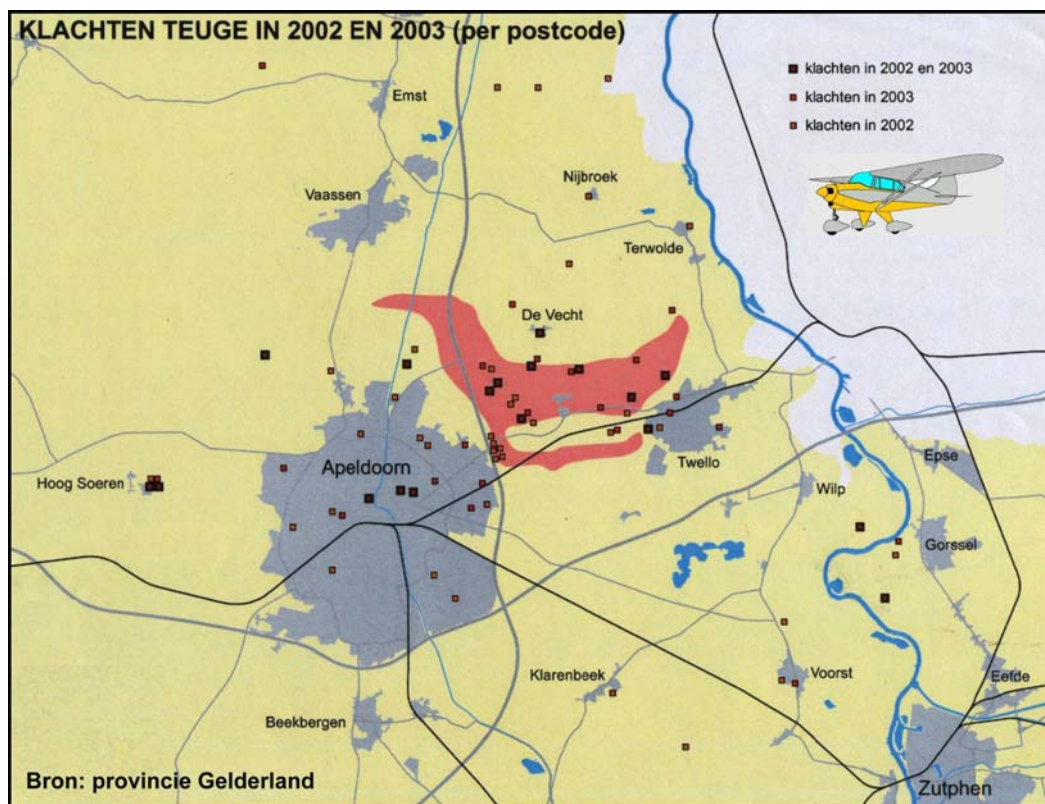 KLACHTEN TEUGE IN 2002 EN 2003 (per postcode)
klachten in 2002 en 2003
klachten in 2003
klachten in 2002
Emst
Vaassen
Nijbroek
Terwolde
De Vecht
Apeldoorn
Hoog Soeren
Twello
Epse
Wilp
Gorssel
Klarenbeek
Voorst
Eefde
Beekbergen
Zutphen
Bron: provincie Gelderland